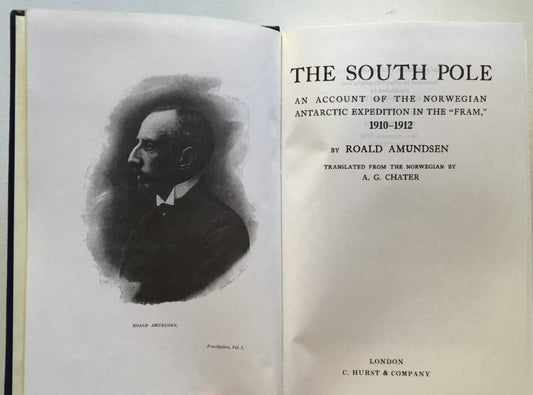 ROALD AMUNDSEN.
Frontispiece, Vol. I.
THE SOUTH POLE
AN ACCOUNT OF THE NORWEGIAN
ANTARCTIC EXPEDITION IN THE "FRAM,"
1910-1912
BY ROALD AMUNDSEN
TRANSLATED FROM THE NORWEGIAN BY
A. G. CHATER
LONDON
C. HURST & COMPANY